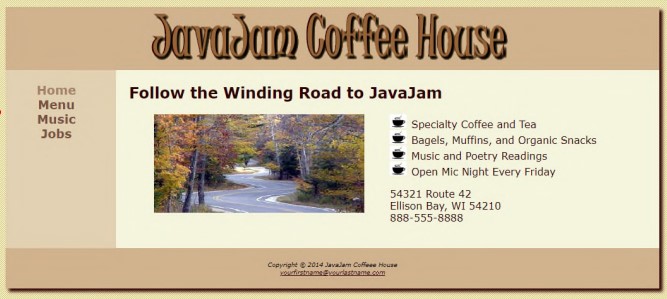 JavaJam Coffee House
Home
Menu
Music
Jobs
Follow the Winding Road to JavaJam
Specialty Coffee and Tea
Bagels, Muffins, and Organic Snacks
Music and Poetry Readings
Open Mic Night Every Friday
54321 Route 42
Ellison Bay, WI 54210
888-555-8888
Copyright © 2014 JavaJam Coffeee House
yourfirstname@yourlastname.com